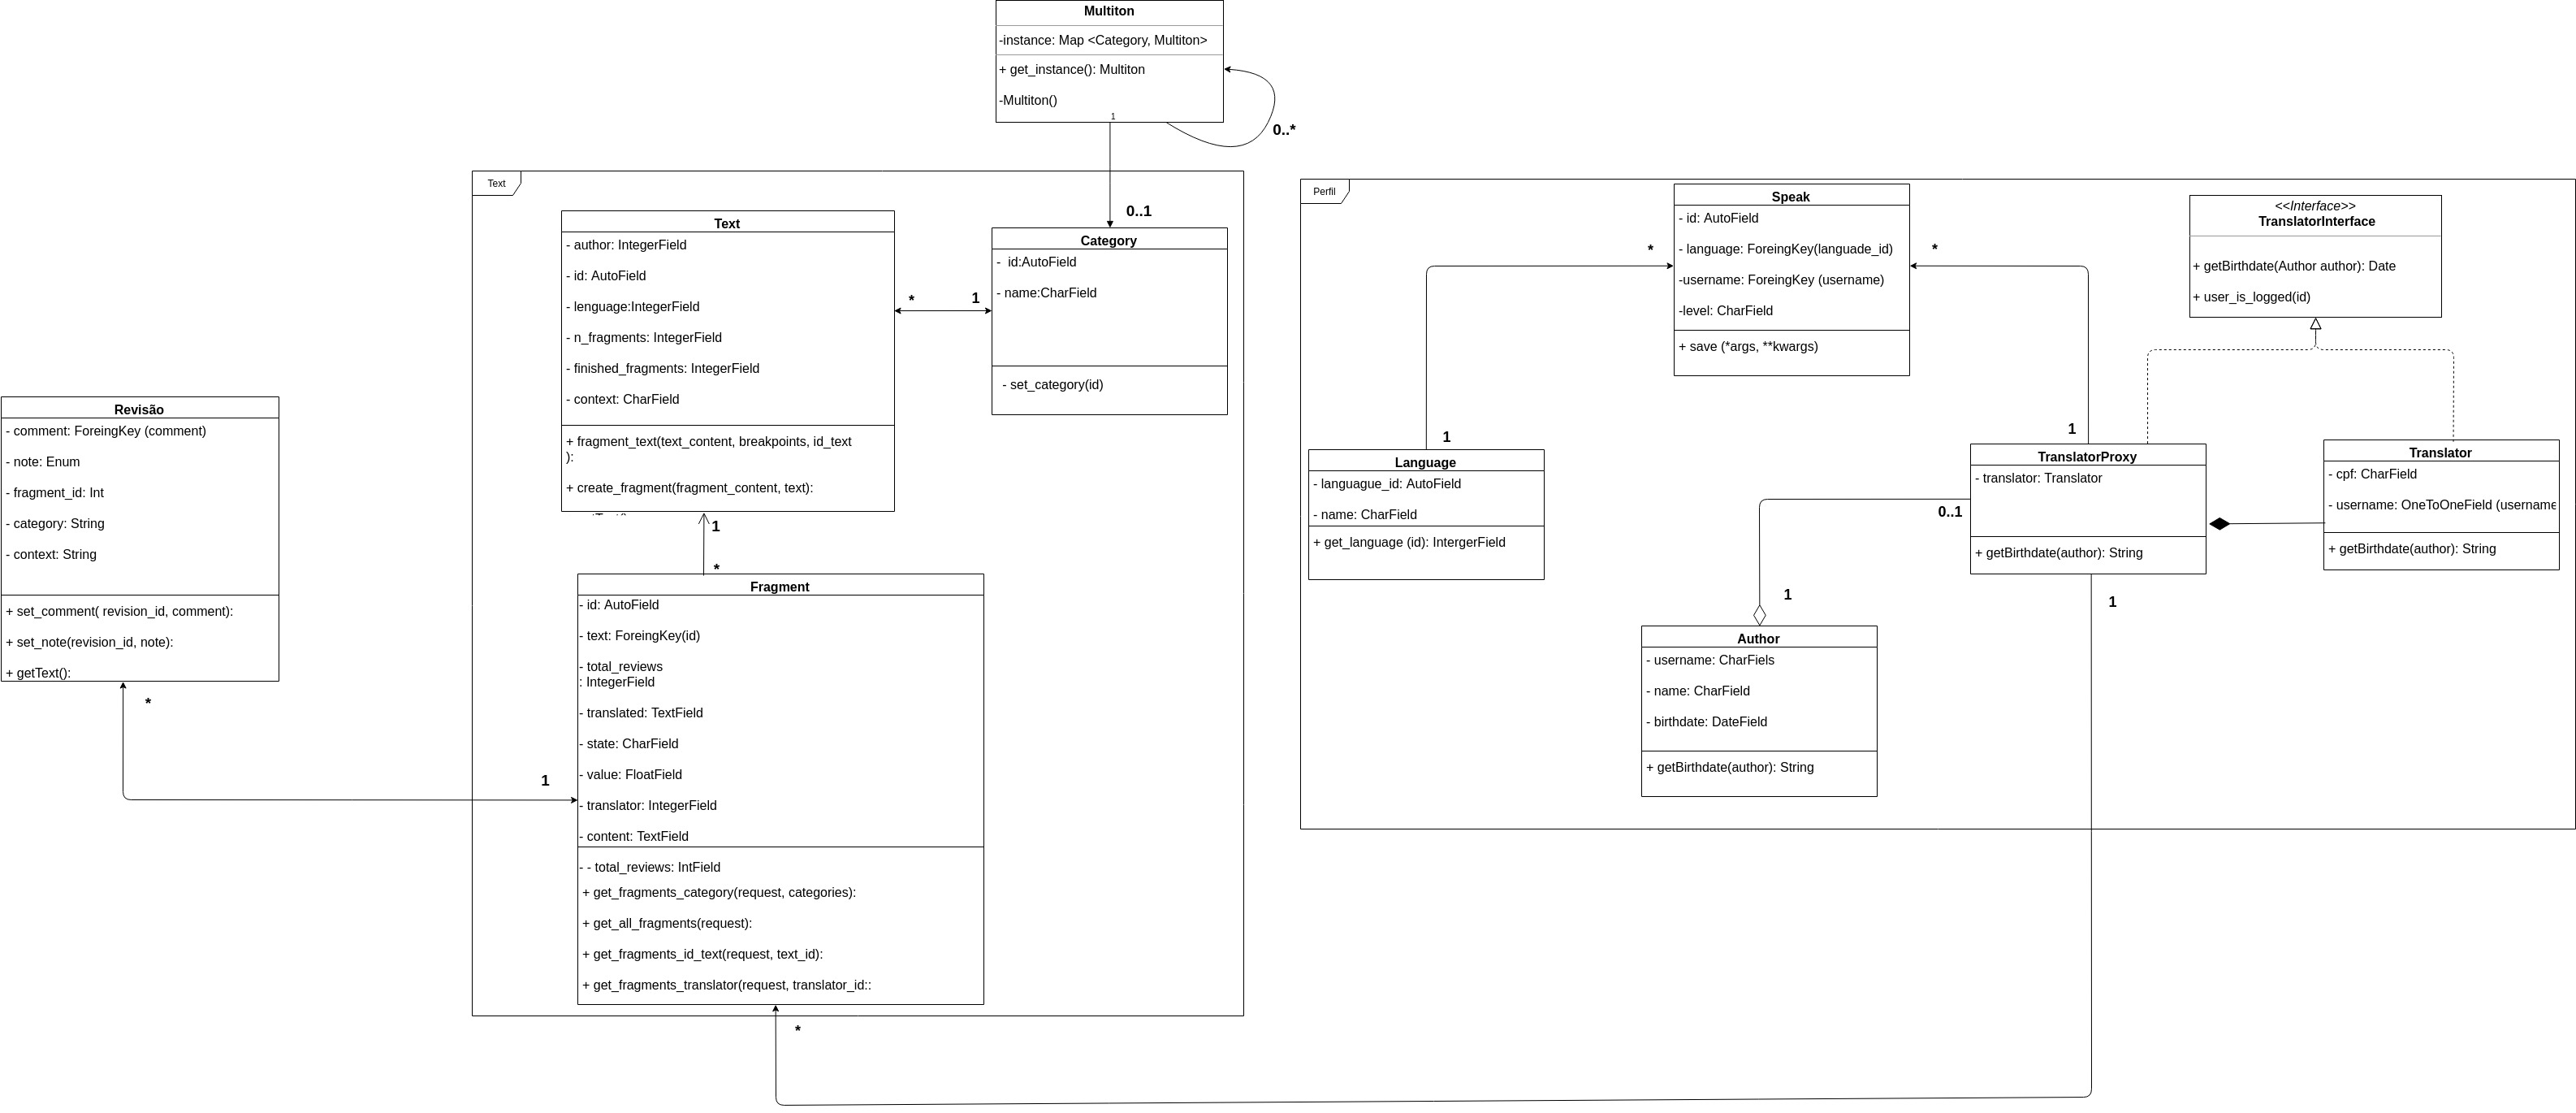 Multiton
-instance: Map <Category, Multiton>
+ get_instance(): Multiton
-Multiton()
1
0..*
0..1
Text
Text
- author: IntegerField
- id: AutoField
- lenguage:IntegerField
- n_fragments: IntegerField
- finished_fragments: IntegerField
- context: CharField
+ fragment_text(text_content, breakpoints, id_text
):
+ create_fragment(fragment_content, text):
*
1
Category
-  id:AutoField
- name:CharField
- set_category(id)
1
*
Revisão
- comment: ForeingKey (comment)
- note: Enum
- fragment_id: Int
- category: String
- context: String
+ set_comment( revision_id, comment):
+ set_note(revision_id, note):
+ getText():
*
1
Fragment
- id: AutoField
- text: ForeingKey(id)
- total_reviews
: IntegerField
- translated: TextField
- state: CharField
- value: FloatField
- translator: IntegerField
- content: TextField
- - total_reviews: IntField
+ get_fragments_category(request, categories):
+ get_all_fragments(request):
+ get_fragments_id_text(request, text_id):
+ get_fragments_translator(request, translator_id::
*
Perfil
Speak
- id: AutoField
- language: ForeingKey(languade_id)
-username: ForeingKey (username)
-level: CharField
+ save (*args, **kwargs)
*
*
<<Interface>>
TranslatorInterface
+ getBirthdate(Author author): Date
+ user_is_logged(id)
1
Language
- languague_id: AutoField
- name: CharField
+ get_language (id): IntergerField
1
TranslatorProxy
- translator: Translator
+ getBirthdate(author): String
0..1
1
Translator
- cpf: CharField
- username: OneToOneField (username
+ getBirthdate(author): String
1
Author
- username: CharFiels
- name: CharField
- birthdate: DateField
+ getBirthdate(author): String